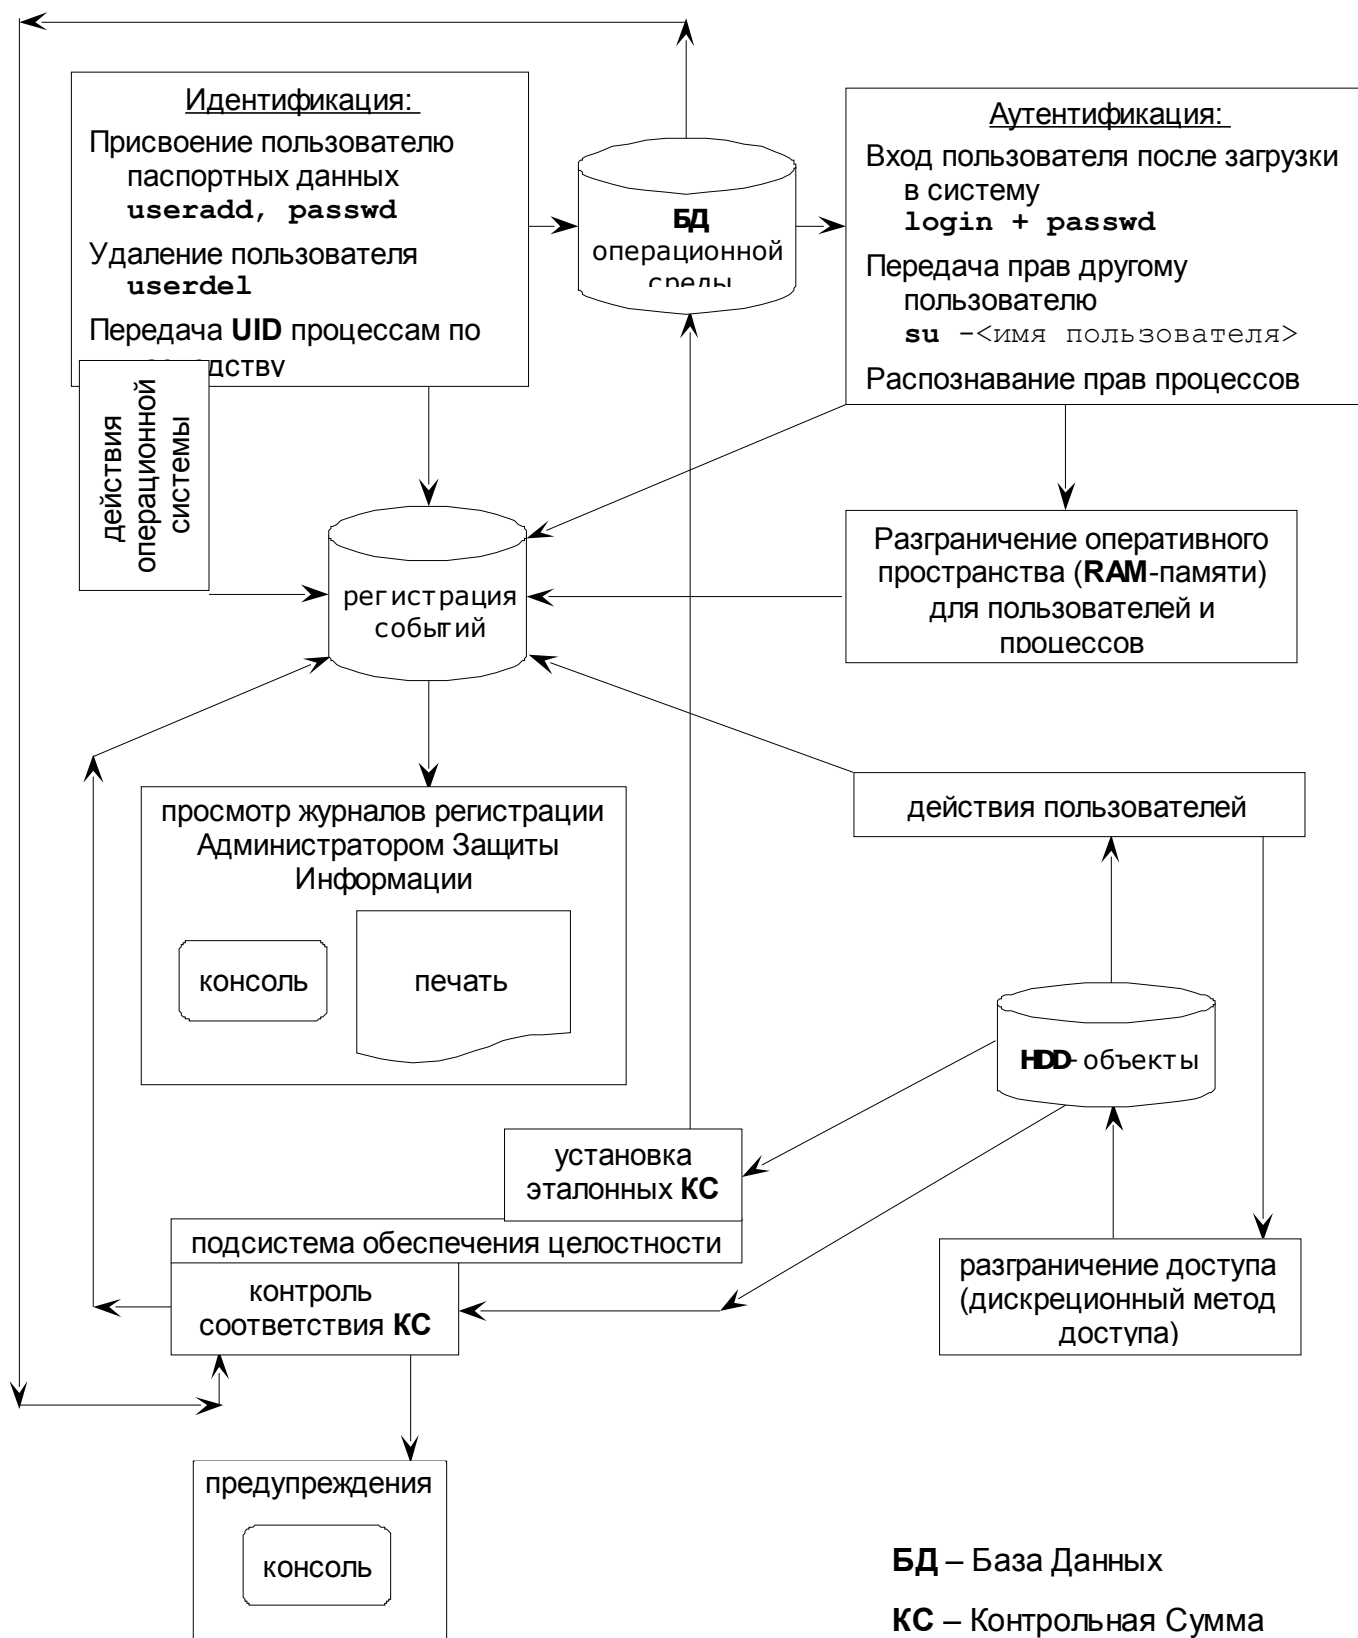 Идентификация:
Присвоение пользователю
паспортных данных
useradd, passwd
Удаление пользователя
userdel
Передача UID процессам по
БД
операционной
среды
Аутентификация:
Вход пользователя после загрузки
в систему
login + passwd
Передача прав другому
пользователю
su -<имя пользователя>
Распознавание прав процессов
действия
операционной
системы
регистрация
событий
Разграничение оперативного
пространства (RAM-памяти)
для пользователей и
процессов
просмотр журналов регистрации
Администратором Защиты
Информации
консоль
печать
действия пользователей
HDD-объекты
установка
эталонных КС
подсистема обеспечения целостности
контроль
соответствия КС
разграничение доступа
(дискреционный метод
доступа)
предупреждения
консоль
БД – База Данных
КС – Контрольная Сумма